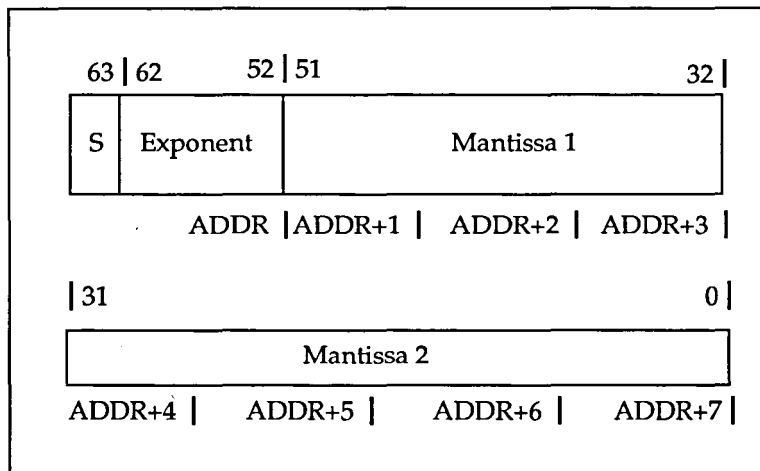 63 | 62 52 | 51 32 |
S Exponent Mantissa 1
ADDR | ADDR+1 | ADDR+2 | ADDR+3 |
| 31 0 |
Mantissa 2
ADDR+4 | ADDR+5 | ADDR+6 | ADDR+7 |